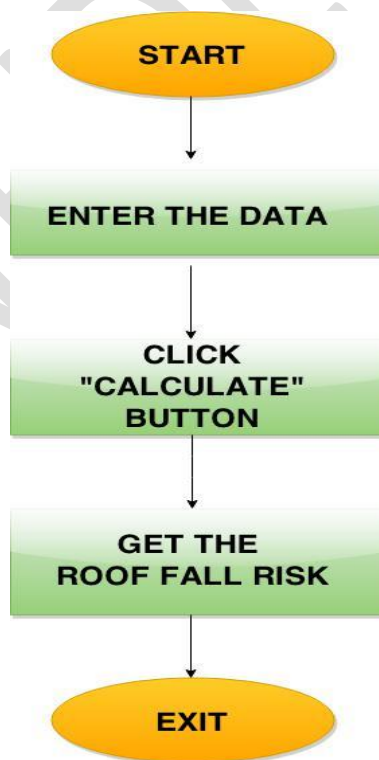 START
ENTER THE DATA
CLICK
"CALCULATE"
BUTTON
GET THE
ROOF FALL RISK
EXIT